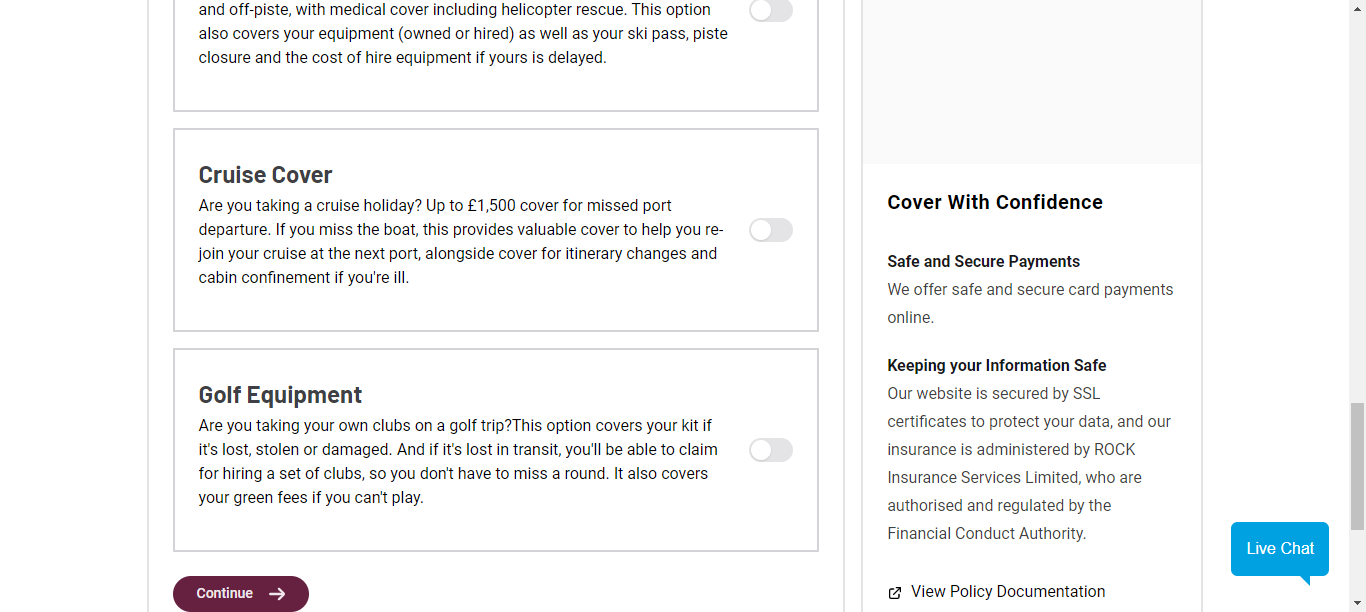 and off-piste, with medical cover including helicopter rescue. This option
also covers your equipment (owned or hired) as well as your ski pass, piste
closure and the cost of hire equipment if yours is delayed.
Cruise Cover
Are you taking a cruise holiday? Up to £1,500 cover for missed port
departure. If you miss the boat, this provides valuable cover to help you re-
join your cruise at the next port, alongside cover for itinerary changes and
cabin confinement if you're ill.
Golf Equipment
Are you taking your own clubs on a golf trip?This option covers your kit if
it's lost, stolen or damaged. And if it's lost in transit, you'll be able to claim
for hiring a set of clubs, so you don't have to miss a round. It also covers
your green fees if you can't play.
Continue
Cover With Confidence
Safe and Secure Payments
We offer safe and secure card payments
online.
Keeping your Information Safe
Our website is secured by SSL
certificates to protect your data, and our
insurance is administered by ROCK
Insurance Services Limited, who are
authorised and regulated by the
Financial Conduct Authority.
View Policy Documentation
Live Chat